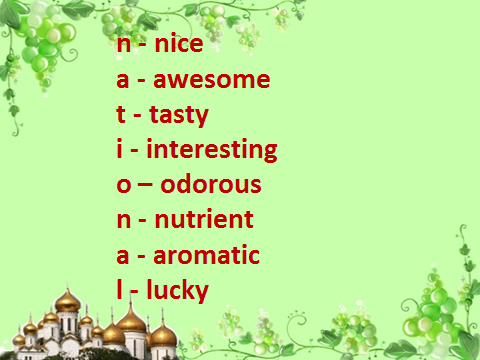 n - nice
a - awesome
t - tasty
i - interesting
o – odorous
n - nutrient
a - aromatic
l - lucky